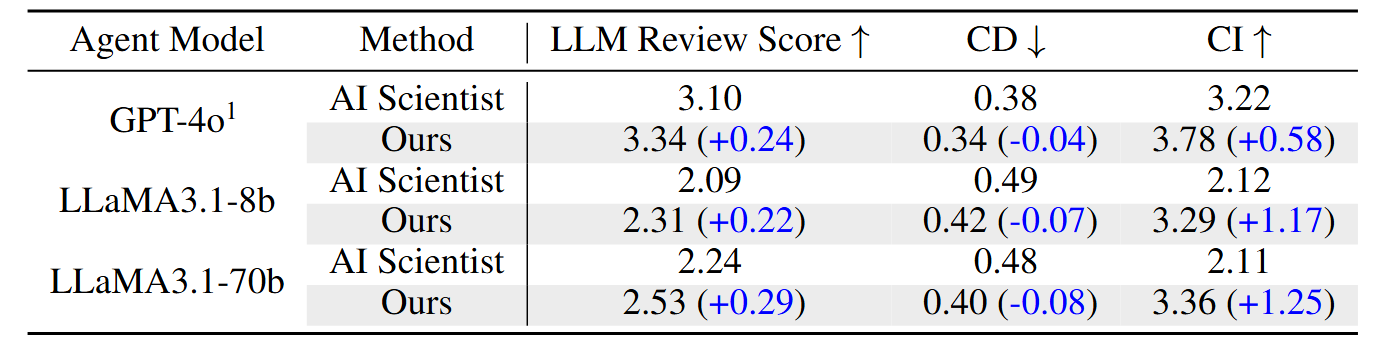 Agent Model Method LLM Review Score ↑ CD ↓ CI ↑
GPT-4o¹ AI Scientist 3.10 0.38 3.22
Ours 3.34 (+0.24) 0.34 (-0.04) 3.78 (+0.58)
LLaMA3.1-8b AI Scientist 2.09 0.49 2.12
Ours 2.31 (+0.22) 0.42 (-0.07) 3.29 (+1.17)
LLaMA3.1-70b AI Scientist 2.24 0.48 2.11
Ours 2.53 (+0.29) 0.40 (-0.08) 3.36 (+1.25)